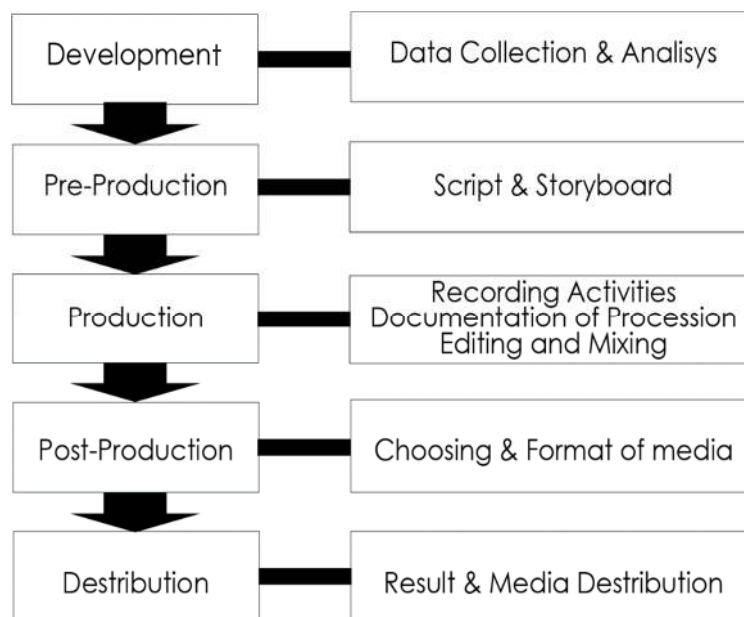 Development
Data Collection & Analisys
Pre-Production
Script & Storyboard
Production
Recording Activities
Documentation of Procession
Editing and Mixing
Post-Production
Choosing & Format of media
Destribution
Result & Media Destribution